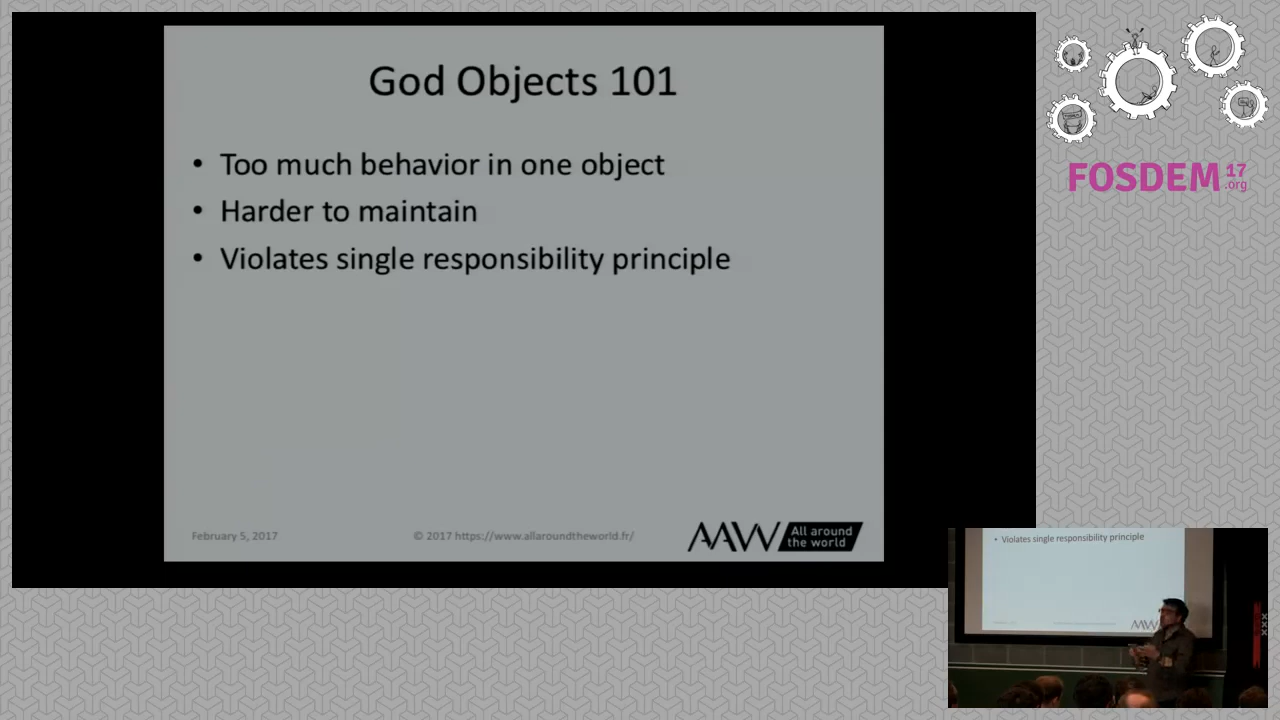 God Objects 101
• Too much behavior in one object
• Harder to maintain
• Violates single responsibility principle
February 5, 2017
© 2017 https://www.allaroundtheworld.fr/
AAW All around
the world
FOSDEM 17
.org
• Violates single responsibility principle
AAW